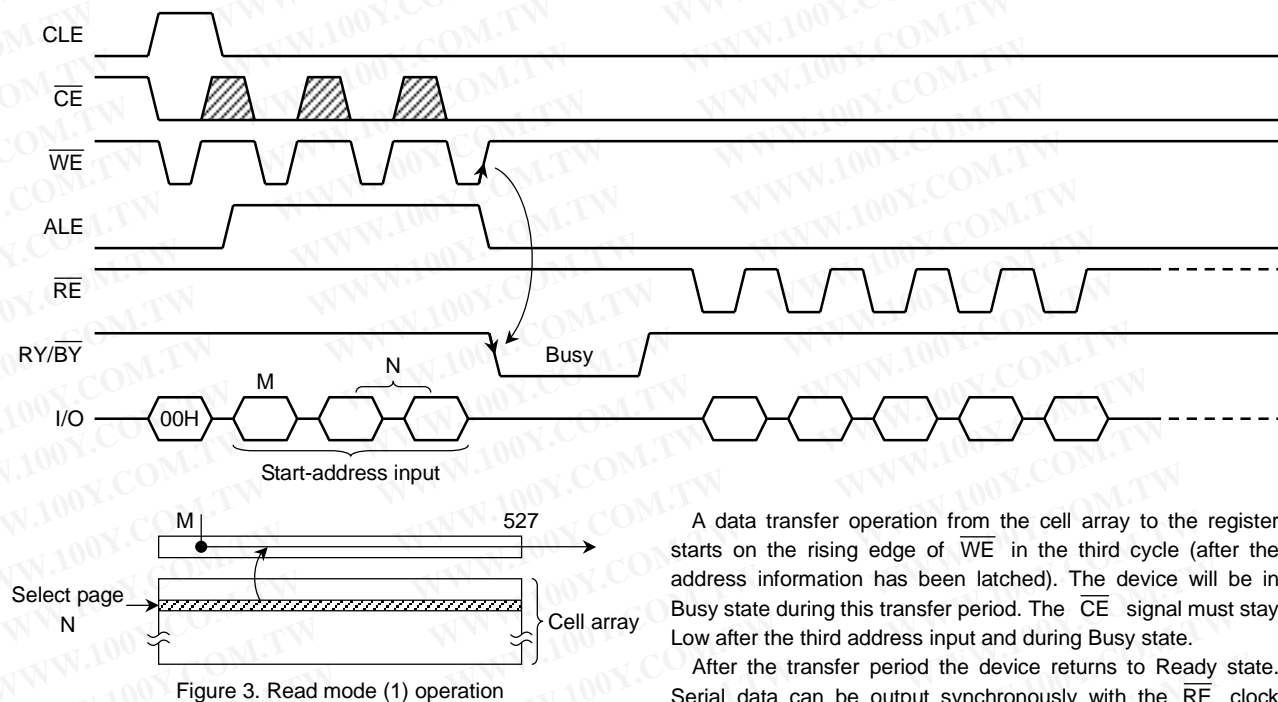 CLE
CE
WE
ALE
RE
RY/BY
Busy
M
N
I/O
00H
Start-address input
M
527
Select page
N
Cell array
Figure 3. Read mode (1) operation
A data transfer operation from the cell array to the register
starts on the rising edge of WE in the third cycle (after the
address information has been latched). The device will be in
Busy state during this transfer period. The CE signal must stay
Low after the third address input and during Busy state.
After the transfer period the device returns to Ready state.
Serial data can be output synchronously with the RE clock
WWW.100Y.COM.TW